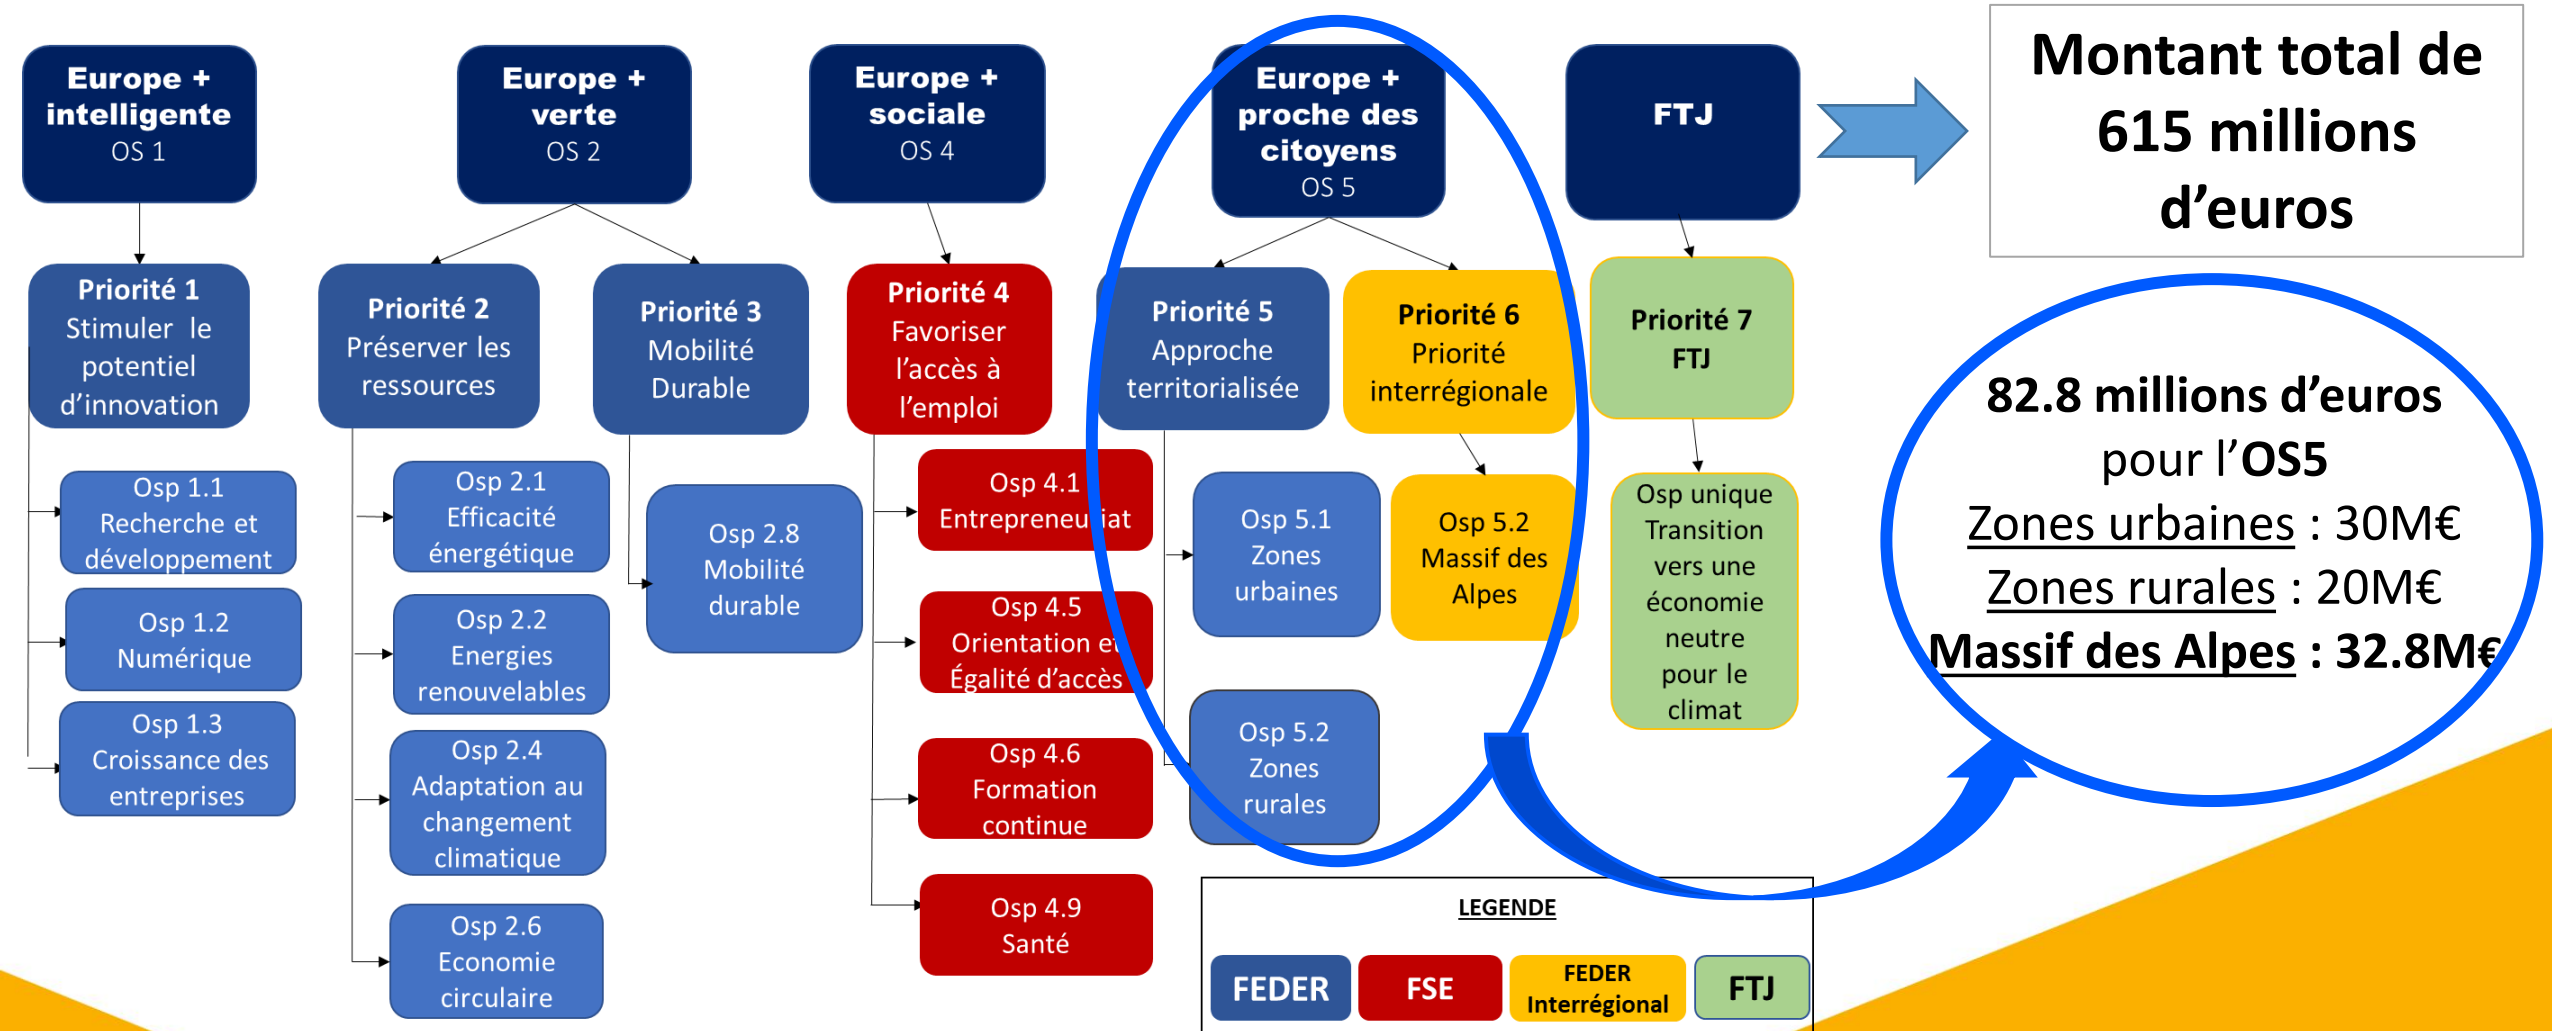 Europe +
intelligente
OS 1
Europe +
verte
OS 2
Europe +
sociale
OS 4
Europe +
proche des
citoyens
OS 5
FTJ
Montant total de
615 millions
d’euros
Priorité 1
Stimuler le
potentiel
d’innovation
Priorité 2
Préserver les
ressources
Priorité 3
Mobilité
Durable
Priorité 4
Favoriser
l’accès à
l’emploi
Priorité 5
Approche
territorialisée
Priorité 6
Priorité
interrégionale
Priorité 7
FTJ
Osp 1.1
Recherche et
développement
Osp 1.2
Numérique
Osp 1.3
Croissance des
entreprises
Osp 2.1
Efficacité
énergétique
Osp 2.2
Energies
renouvelables
Osp 2.4
Adaptation au
changement
climatique
Osp 2.6
Economie
circulaire
Osp 2.8
Mobilité
durable
Osp 4.1
Entrepreneuriat
Osp 4.5
Orientation et
Égalité d’accès
Osp 4.6
Formation
continue
Osp 4.9
Santé
Osp 5.1
Zones
urbaines
Osp 5.2
Zones
rurales
Osp 5.2
Massif des
Alpes
Osp unique
Transition
vers une
économie
neutre
pour le
climat
82.8 millions d’euros
pour l’OS5
Zones urbaines : 30M€
Zones rurales : 20M€
Massif des Alpes : 32.8M€
LEGENDE
FEDER
FSE
FEDER
Interrégional
FTJ